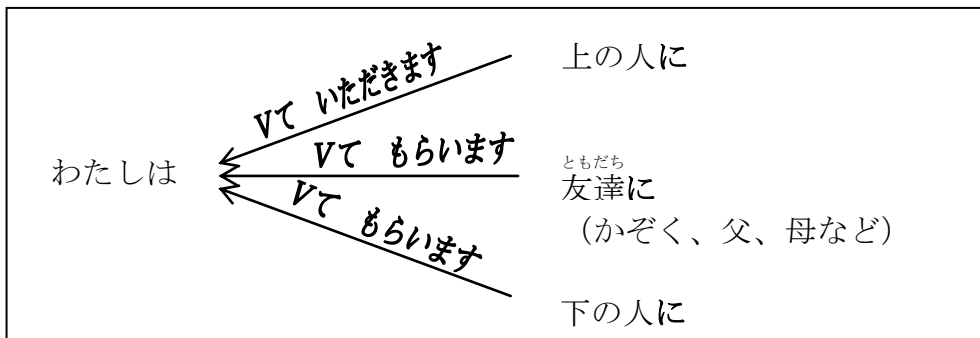 上の人に
Vて いただきます
Vて もらいます
わたしは
ともだち
友達に
(かぞく、父、母など)
Vて もらいます
下の人に